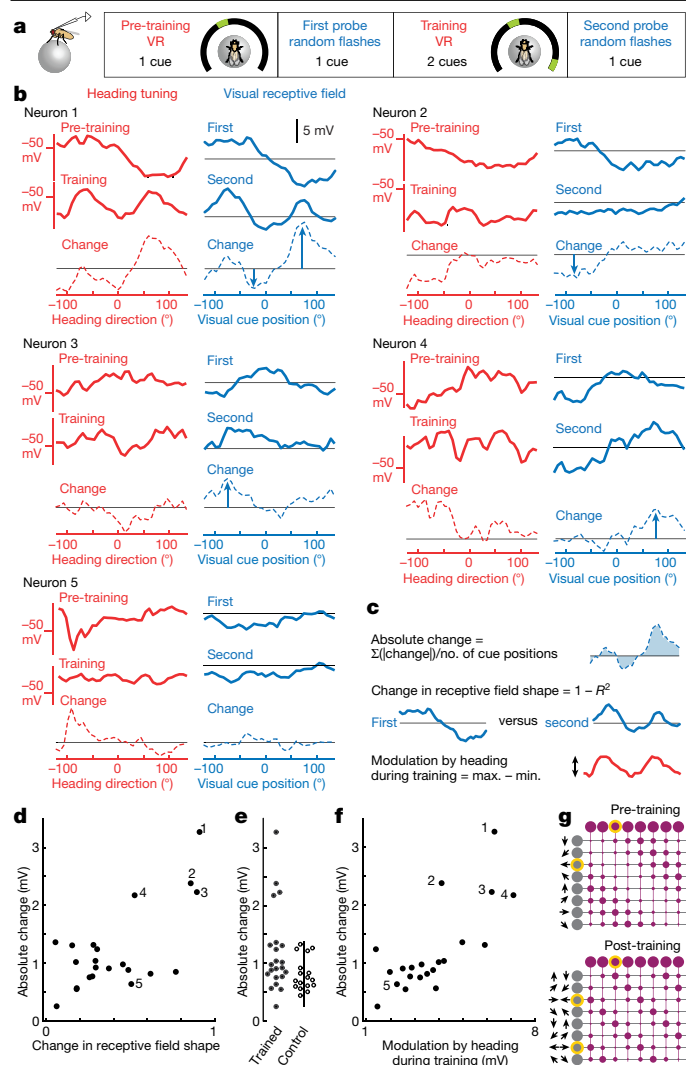 a
Pre-training
VR
1 cue
First probe
random flashes
1 cue
Training
VR
2 cues
Second probe
random flashes
1 cue
b
Heading tuning
Visual receptive field
Neuron 1
Pre-training
−50
mV
Training
−50
mV
Change
−100 0 100
Heading direction (°)
First
5 mV
Second
Change
−100 0 100
Visual cue position (°)
Neuron 2
Pre-training
−50
mV
Training
−50
mV
Change
−100 0 100
Heading direction (°)
First
Second
Change
−100 0 100
Visual cue position (°)
Neuron 3
Pre-training
−50
mV
Training
−50
mV
Change
−100 0 100
Heading direction (°)
First
Second
Change
−100 0 100
Visual cue position (°)
Neuron 4
Pre-training
−50
mV
Training
−50
mV
Change
−100 0 100
Heading direction (°)
First
Second
Change
−100 0 100
Visual cue position (°)
Neuron 5
Pre-training
−50
mV
Training
−50
mV
Change
−100 0 100
Heading direction (°)
First
Second
Change
−100 0 100
Visual cue position (°)
c
Absolute change =
Σ(|change|)/no. of cue positions
Change in receptive field shape = 1 − R²
First versus second
Modulation by heading
during training = max. − min.
d
Absolute change (mV)
3
2
1
0
1
2
3
4
5
0 1
Change in receptive field shape
e
Absolute change (mV)
3
2
1
0
Trained
Control
f
Absolute change (mV)
3
2
1
0
1
2
3
4
5
1 8
Modulation by heading
during training (mV)
g
Pre-training
Post-training